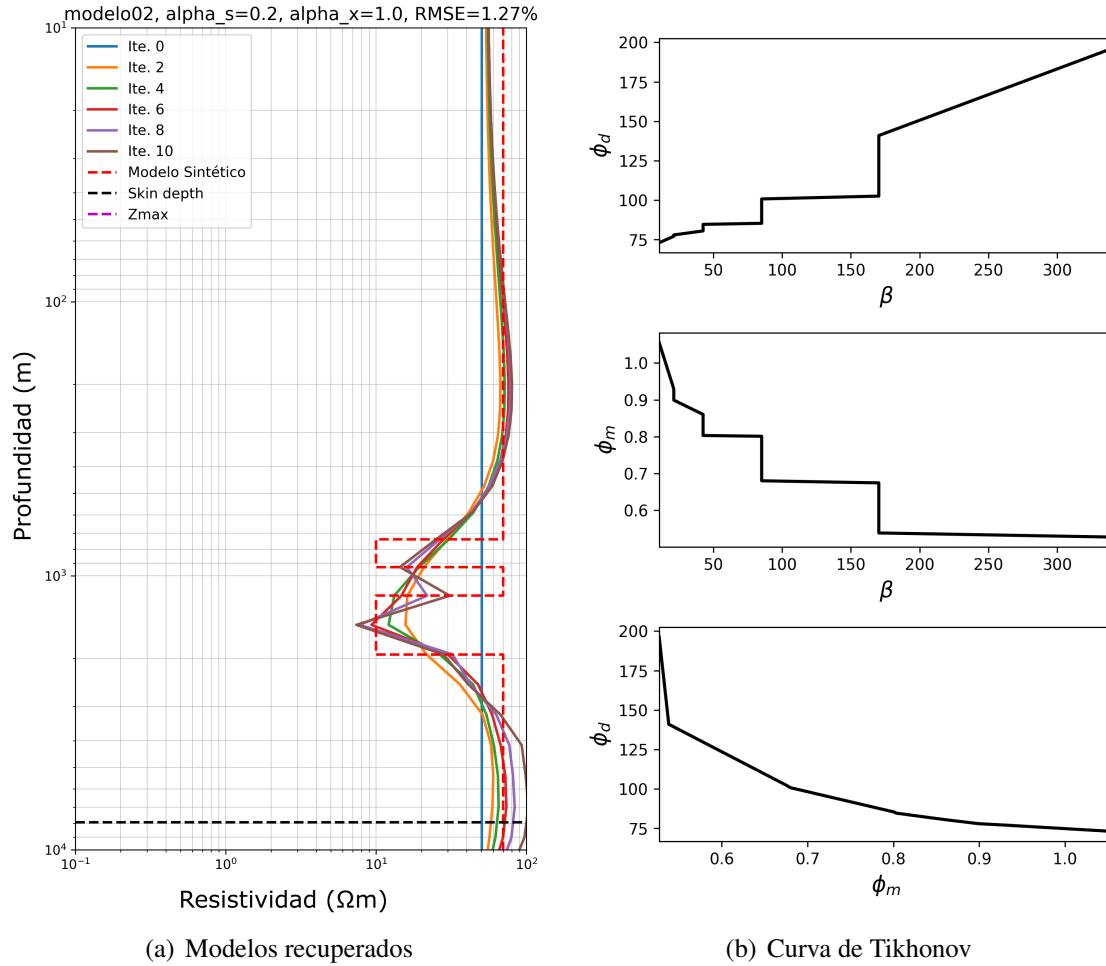 modelo02, alpha_s=0.2, alpha_x=1.0, RMSE=1.27%
10¹
10²
10³
10⁴
Profundidad (m)
Ite. 0
Ite. 2
Ite. 4
Ite. 6
Ite. 8
Ite. 10
Modelo Sintético
Skin depth
Zmax
10⁻¹ 10⁰ 10¹ 10²
Resistividad (Ωm)
(a) Modelos recuperados
200
175
150
125
100
75
ϕd
50 100 150 200 250 300
β
1.0
0.9
0.8
0.7
0.6
ϕm
50 100 150 200 250 300
β
200
175
150
125
100
75
ϕd
0.6 0.7 0.8 0.9 1.0
ϕm
(b) Curva de Tikhonov